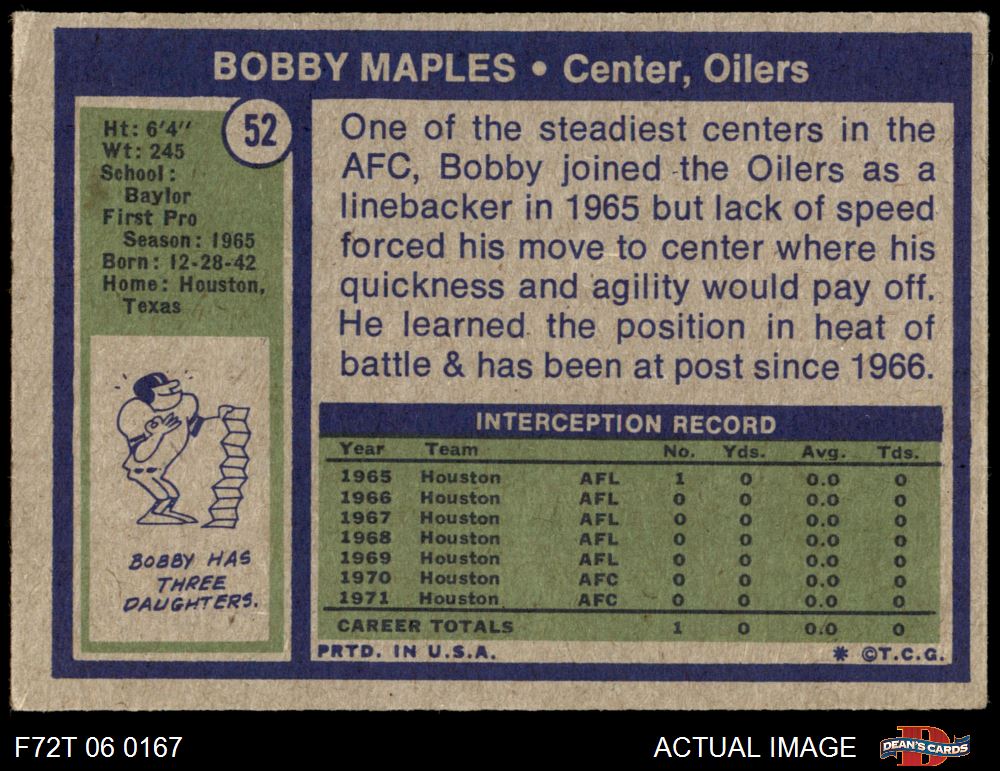 BOBBY MAPLES • Center, Oilers
52
Ht: 6'4''
Wt: 245
School:
Baylor
First Pro
Season: 1965
Born: 12-28-42
Home: Houston,
Texas
BOBBY HAS
THREE
DAUGHTERS.
One of the steadiest centers in the
AFC, Bobby joined the Oilers as a
linebacker in 1965 but lack of speed
forced his move to center where his
quickness and agility would pay off.
He learned the position in heat of
battle & has been at post since 1966.
INTERCEPTION RECORD
Year Team No. Yds. Avg. Tds.
1965 Houston AFL 1 0 0.0 0
1966 Houston AFL 0 0 0.0 0
1967 Houston AFL 0 0 0.0 0
1968 Houston AFL 0 0 0.0 0
1969 Houston AFL 0 0 0.0 0
1970 Houston AFC 0 0 0.0 0
1971 Houston AFC 0 0 0.0 0
CAREER TOTALS 1 0 0.0 0
PRTD. IN U.S.A. * ©T.C.G.
F72T 06 0167 ACTUAL IMAGE DEAN'S CARDS